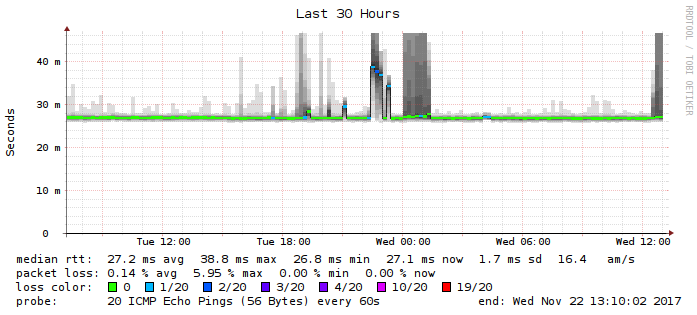 Last 30 Hours
RRDTOOL / TOBI OETIKER
Seconds
40 m
30 m
20 m
10 m
0
Tue 12:00 Tue 18:00 Wed 00:00 Wed 06:00 Wed 12:00
median rtt: 27.2 ms avg 38.8 ms max 26.8 ms min 27.1 ms now 1.7 ms sd 16.4 am/s
packet loss: 0.14 % avg 5.95 % max 0.00 % min 0.00 % now
loss color: 0 1/20 2/20 3/20 4/20 10/20 19/20
probe: 20 ICMP Echo Pings (56 Bytes) every 60s end: Wed Nov 22 13:10:02 2017